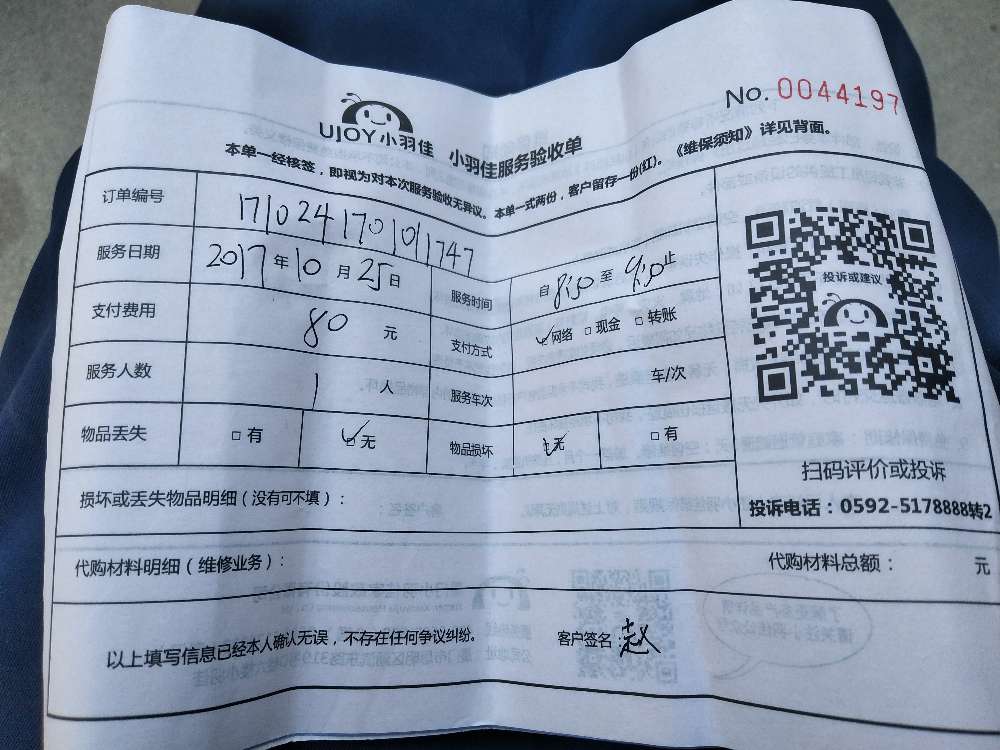 No. 0044197
UJOY小羽佳 小羽佳服务验收单
本单一经核签,即视为对本次服务验收无异议。本单一式两份,客户留存一份(红)。《维保须知》详见背面。
订单编号 171024170101747
服务日期 2017年10月25日 服务时间 自8:30至 止
支付费用 80 元 支付方式 ☑网络 □现金 □转账
服务人数 1 人 服务车次 车/次
物品丢失 □有 ☑无 物品损坏 ☑无 □有
损坏或丢失物品明细(没有可不填):
投诉或建议
扫码评价或投诉
投诉电话:0592-5178888转2
代购材料明细(维修业务): 代购材料总额: 元
以上填写信息已经本人确认无误,不存在任何争议纠纷。 客户签名:赵